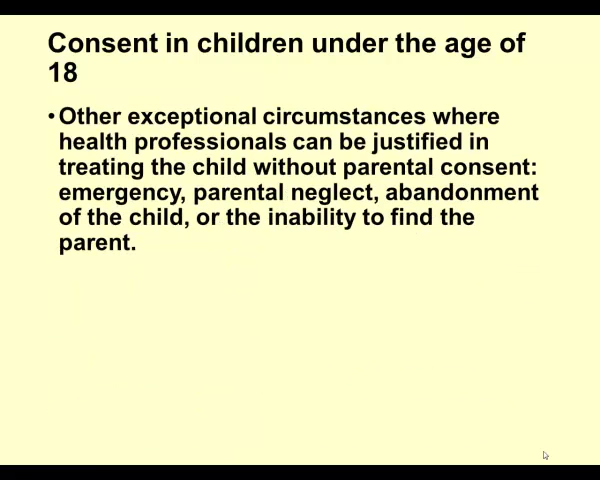 Consent in children under the age of
18
• Other exceptional circumstances where
health professionals can be justified in
treating the child without parental consent:
emergency, parental neglect, abandonment
of the child, or the inability to find the
parent.